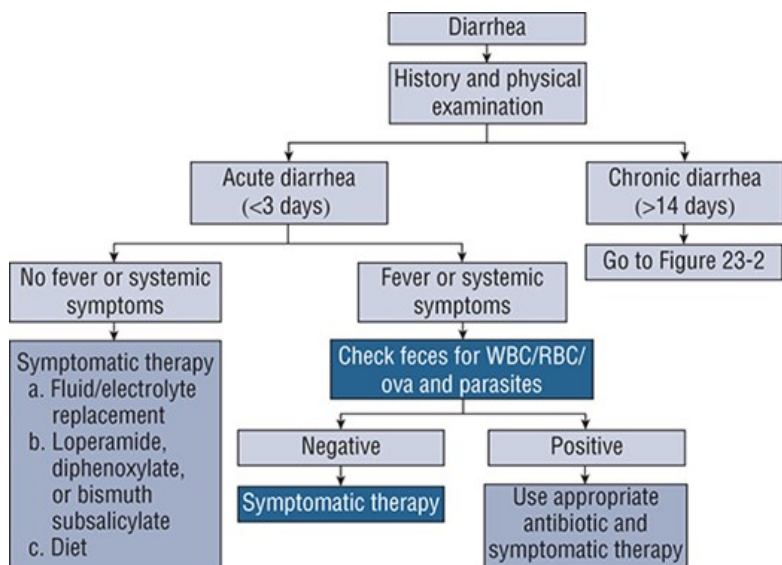 Diarrhea
History and physical
examination
Acute diarrhea
(<3 days)
Chronic diarrhea
(>14 days)
No fever or systemic
symptoms
Fever or systemic
symptoms
Go to Figure 23-2
Symptomatic therapy
a. Fluid/electrolyte
replacement
b. Loperamide,
diphenoxylate,
or bismuth
subsalicylate
c. Diet
Check feces for WBC/RBC/
ova and parasites
Negative
Positive
Symptomatic therapy
Use appropriate
antibiotic and
symptomatic therapy